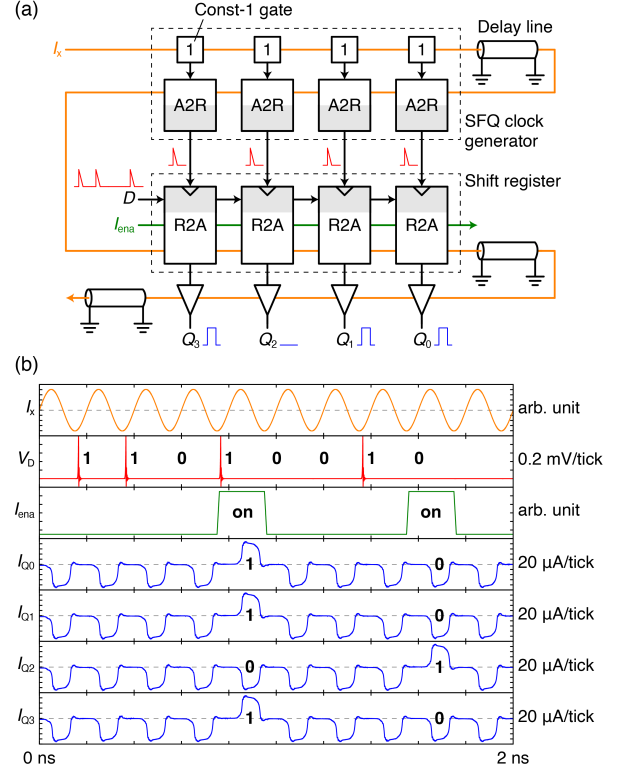 (a)
Const-1 gate
Delay line
Ix
1 1 1 1
A2R A2R A2R A2R
SFQ clock
generator
Shift register
D
Iena
R2A R2A R2A R2A
Q3 Q2 Q1 Q0
(b)
Ix arb. unit
VD 1 1 0 1 0 0 1 0 0.2 mV/tick
Iena on on arb. unit
IQ0 1 0 20 μA/tick
IQ1 1 0 20 μA/tick
IQ2 0 1 20 μA/tick
IQ3 1 0 20 μA/tick
0 ns 2 ns